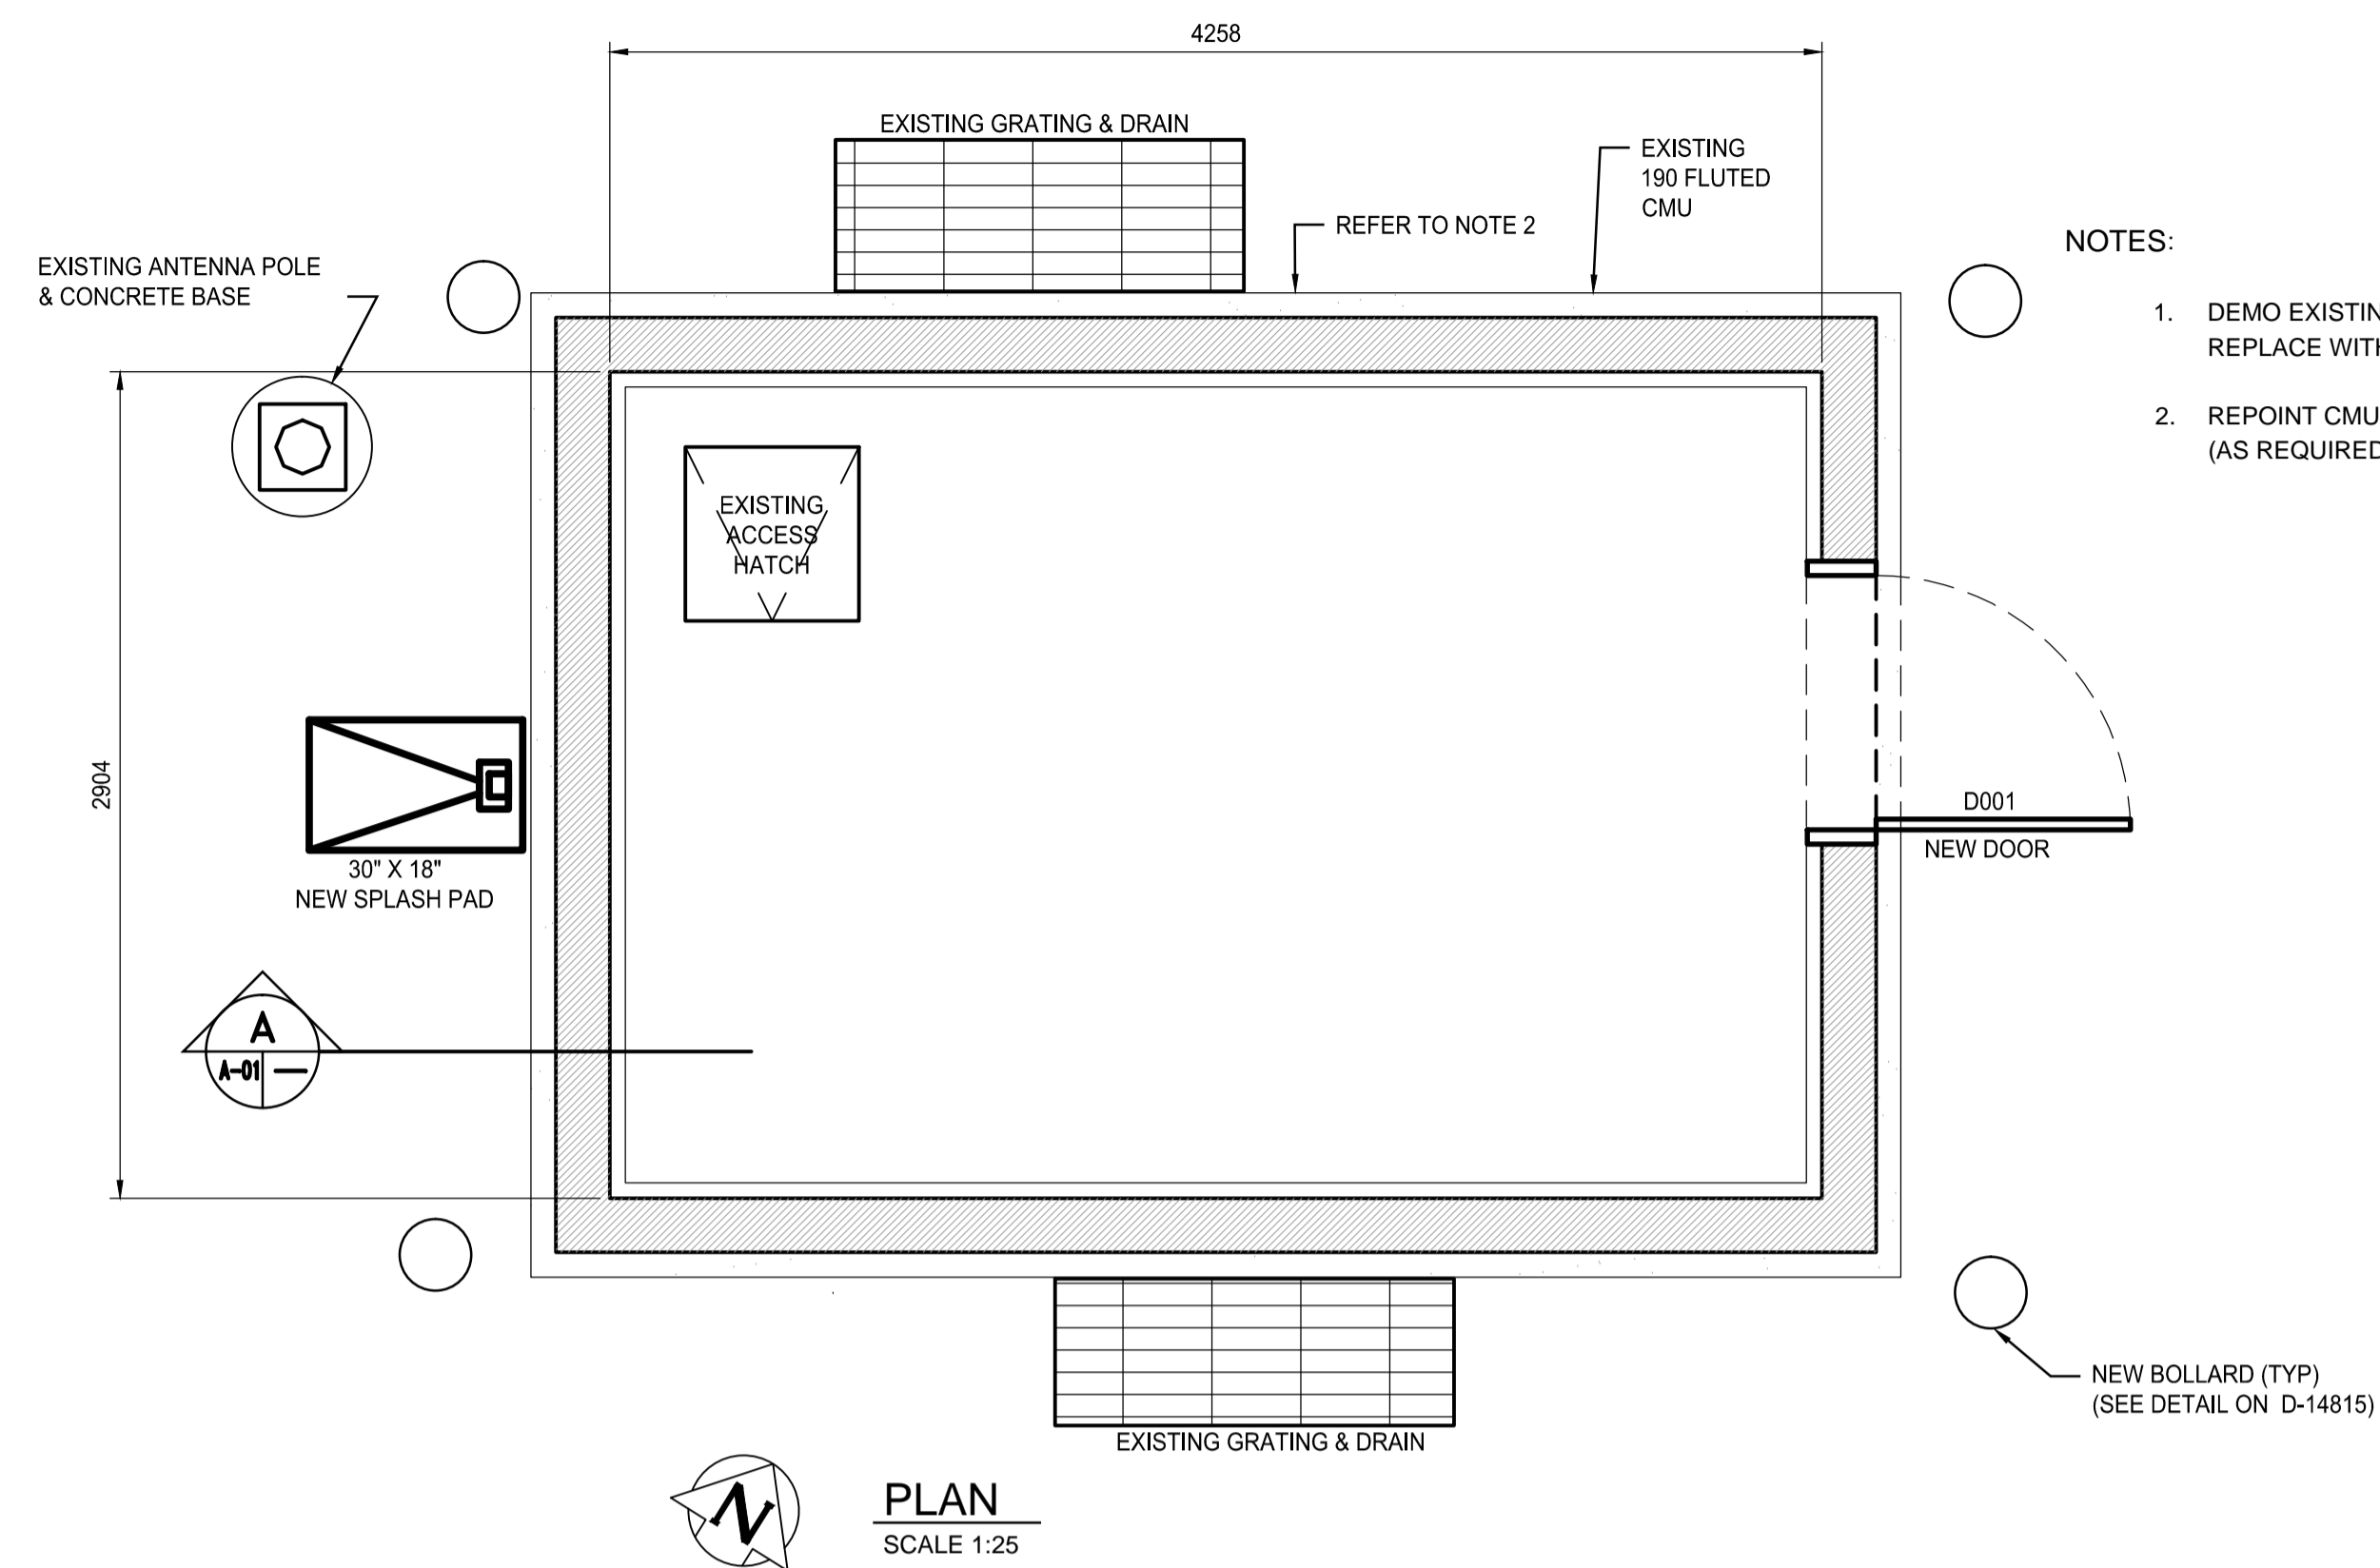 4258
EXISTING GRATING & DRAIN
EXISTING
190 FLUTED
CMU
REFER TO NOTE 2
EXISTING ANTENNA POLE
& CONCRETE BASE
NOTES:
1. DEMO EXISTIN
REPLACE WITH
2. REPOINT CMU
(AS REQUIRED
EXISTING
ACCESS
HATCH
2904
30" X 18"
NEW SPLASH PAD
D001
NEW DOOR
A
A-01 —
NEW BOLLARD (TYP)
(SEE DETAIL ON D-14815)
EXISTING GRATING & DRAIN
N
PLAN
SCALE 1:25